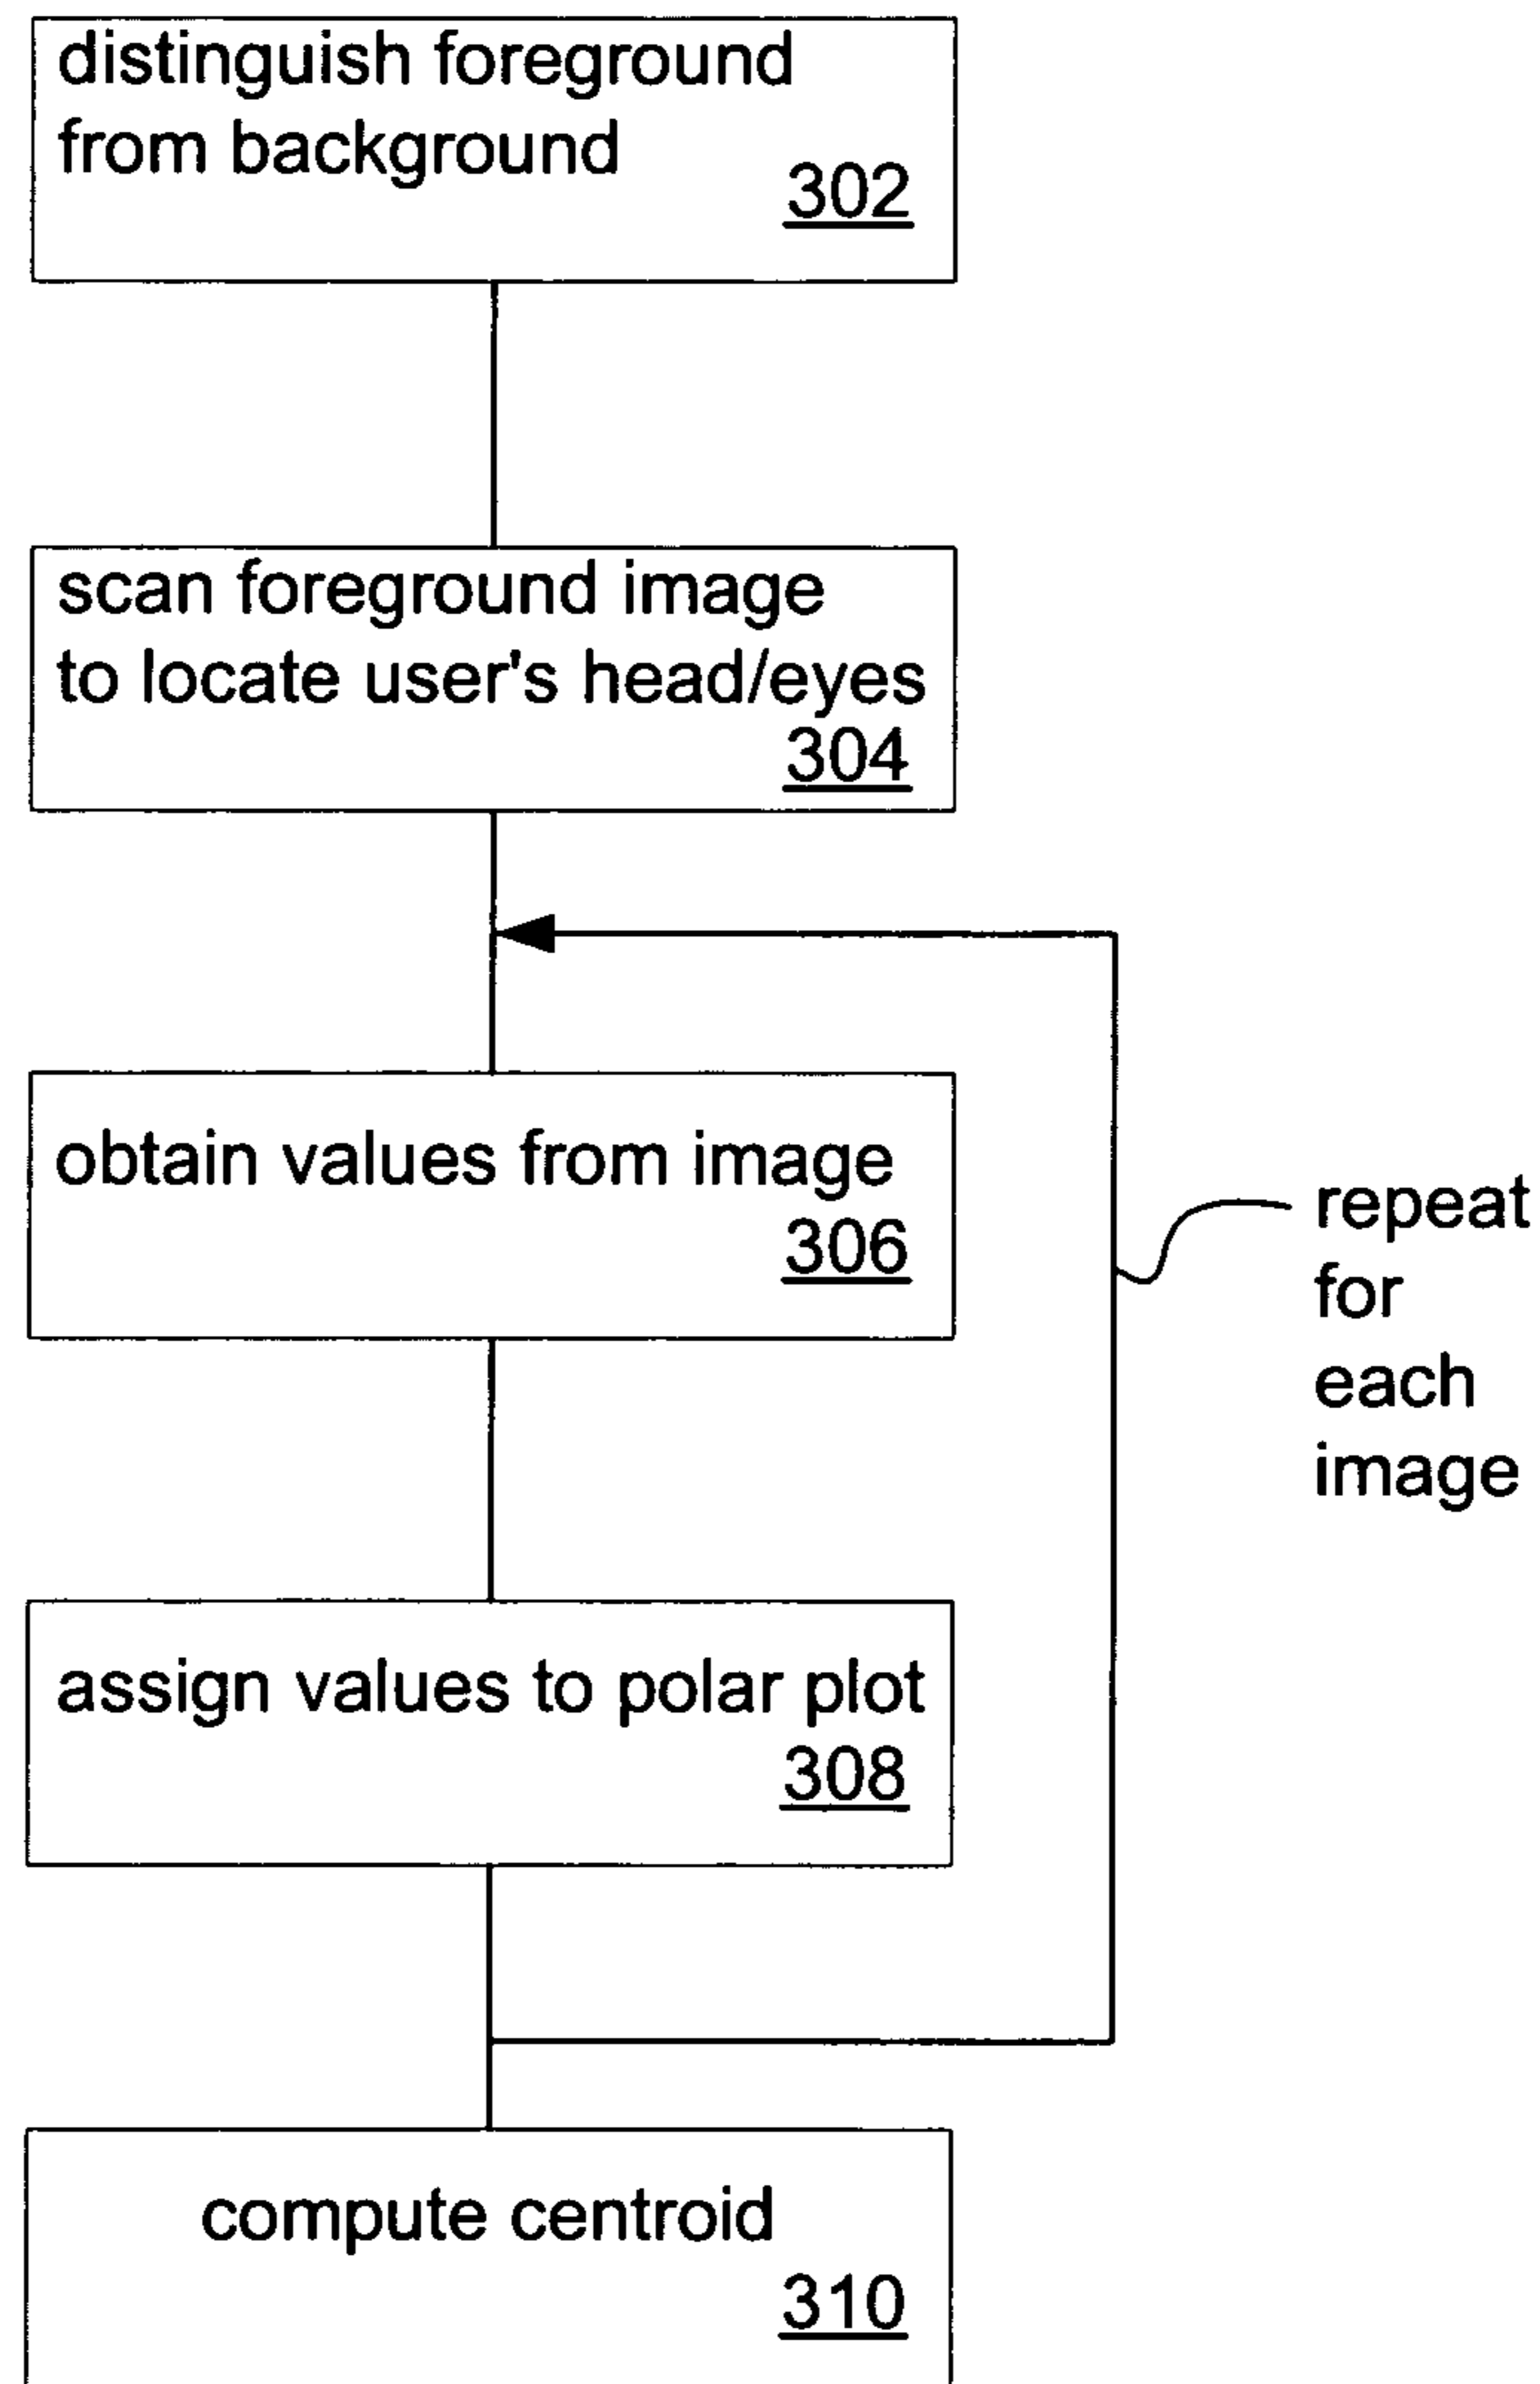 distinguish foreground
from background
302
scan foreground image
to locate user's head/eyes
304
obtain values from image
306
repeat
for
each
image
assign values to polar plot
308
compute centroid
310